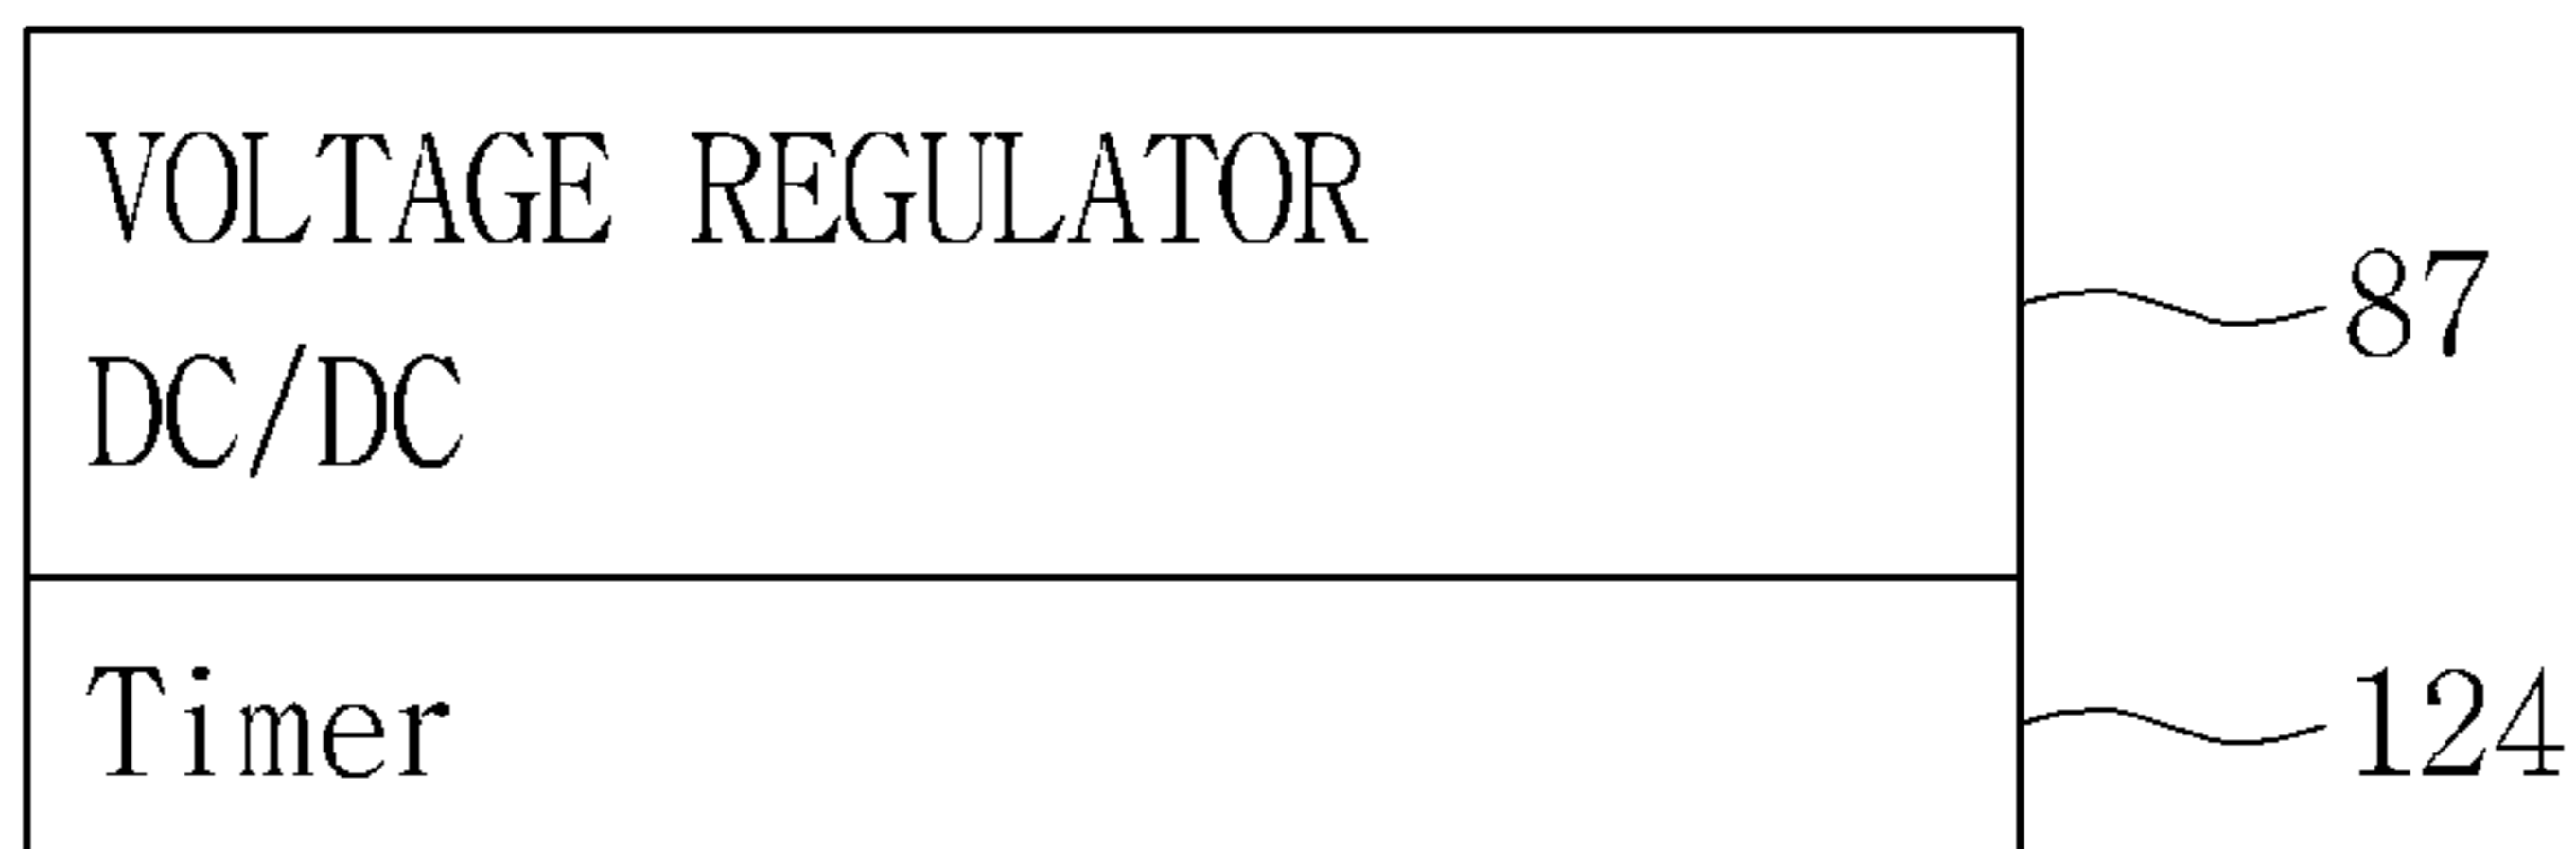 VOLTAGE REGULATOR
DC/DC
87
Timer
124